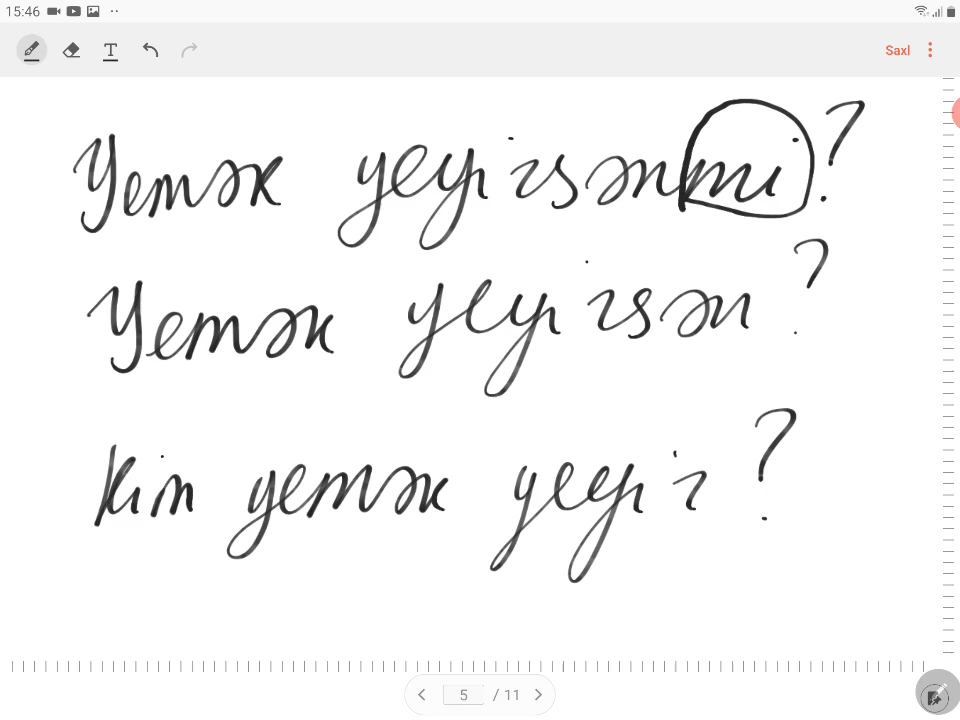 15:46
T Saxl
Yemək yeyirsənmi?
Yemək yeyirsən?
Kim yemək yeyir?
5 / 11